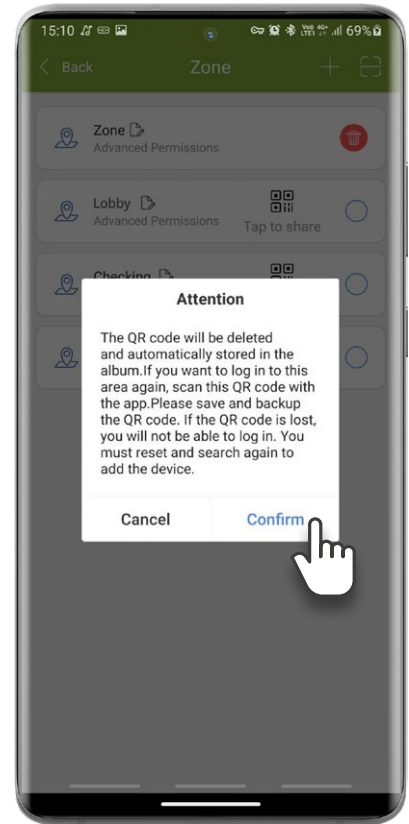 15:10 VoD 4G+ LTE1 69%
Back Zone
Zone
Advanced Permissions
Lobby
Advanced Permissions
Tap to share
Checking
Attention
The QR code will be deleted
and automatically stored in the
album.If you want to log in to this
area again, scan this QR code with
the app.Please save and backup
the QR code. If the QR code is lost,
you will not be able to log in. You
must reset and search again to
add the device.
Cancel Confirm